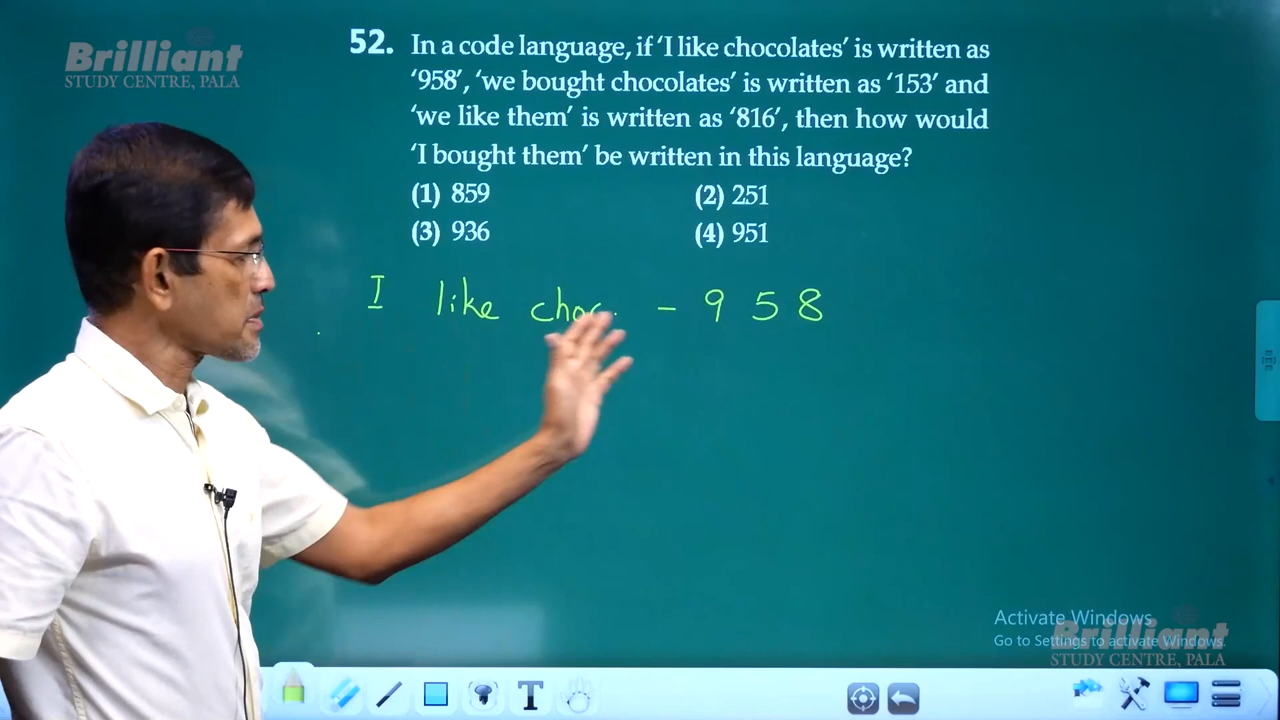 Brilliant
STUDY CENTRE, PALA
52. In a code language, if ‘I like chocolates’ is written as
‘958’, ‘we bought chocolates’ is written as ‘153’ and
‘we like them’ is written as ‘816’, then how would
‘I bought them’ be written in this language?
(1) 859 (2) 251
(3) 936 (4) 951
I like choc. – 9 5 8
Activate Windows
Go to Settings to activate Windows.
Brilliant
STUDY CENTRE, PALA
T